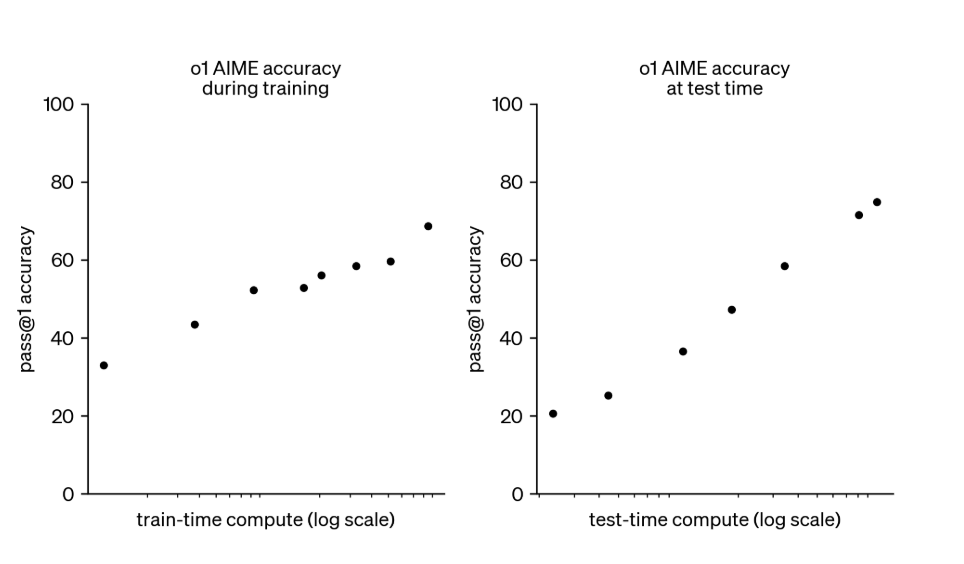 o1 AIME accuracy
during training
100
80
60
40
20
0
pass@1 accuracy
train-time compute (log scale)
o1 AIME accuracy
at test time
100
80
60
40
20
0
pass@1 accuracy
test-time compute (log scale)